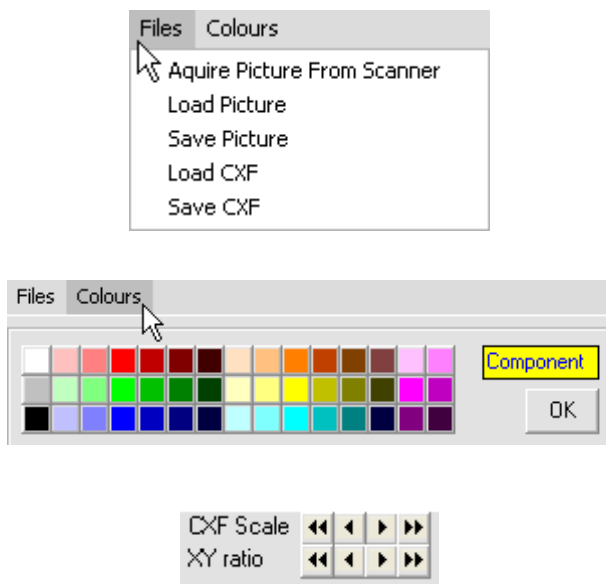 Files Colours
Aquire Picture From Scanner
Load Picture
Save Picture
Load CXF
Save CXF
Files Colours
Component
OK
CXF Scale
XY ratio